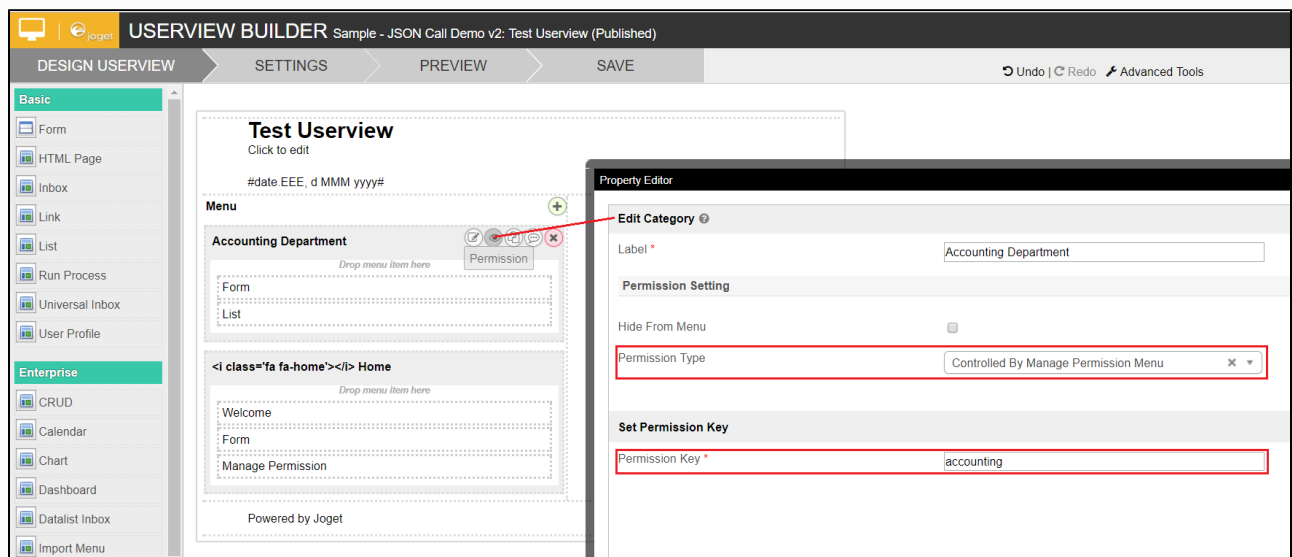 joget USERVIEW BUILDER Sample - JSON Call Demo v2: Test Userview (Published)
DESIGN USERVIEW SETTINGS PREVIEW SAVE Undo | Redo Advanced Tools
Basic
Form
HTML Page
Inbox
Link
List
Run Process
Universal Inbox
User Profile
Enterprise
CRUD
Calendar
Chart
Dashboard
Datalist Inbox
Import Menu
Test Userview
Click to edit
#date.EEE, d MMM yyyy#
Menu
Accounting Department
Permission
Drop menu item here
Form
List
<i class='fa fa-home'></i> Home
Drop menu item here
Welcome
Form
Manage Permission
Powered by Joget
Property Editor
Edit Category
Label * Accounting Department
Permission Setting
Hide From Menu
Permission Type Controlled By Manage Permission Menu
Set Permission Key
Permission Key * accounting